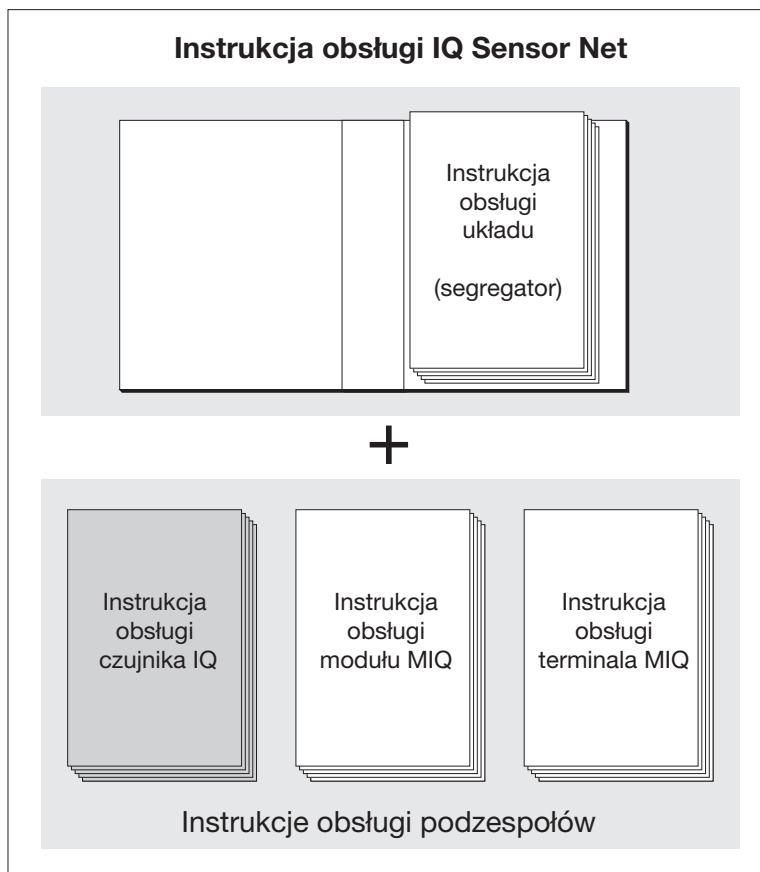 Instrukcja obsługi IQ Sensor Net
Instrukcja
obsługi
układu
(segregator)
+
Instrukcja
obsługi
czujnika IQ
Instrukcja
obsługi
modułu MIQ
Instrukcja
obsługi
terminala MIQ
Instrukcje obsługi podzespołów